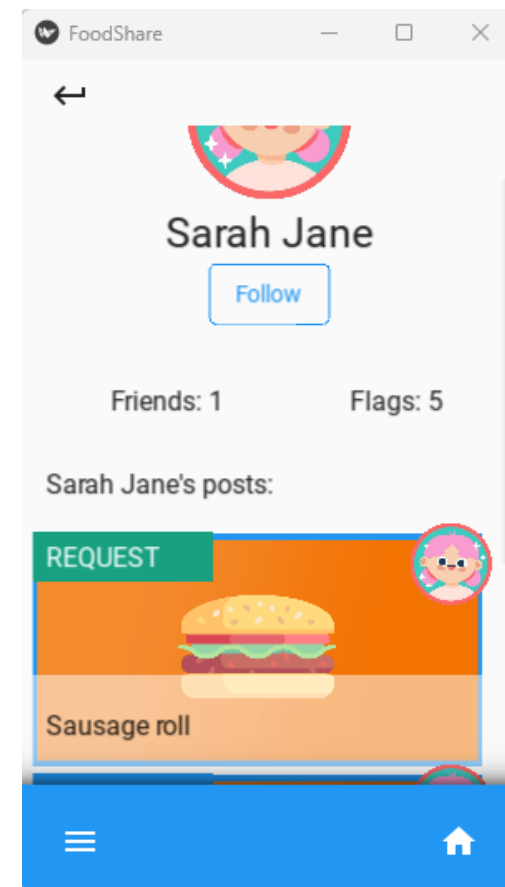 FoodShare
Sarah Jane
Follow
Friends: 1 Flags: 5
Sarah Jane's posts:
REQUEST
Sausage roll